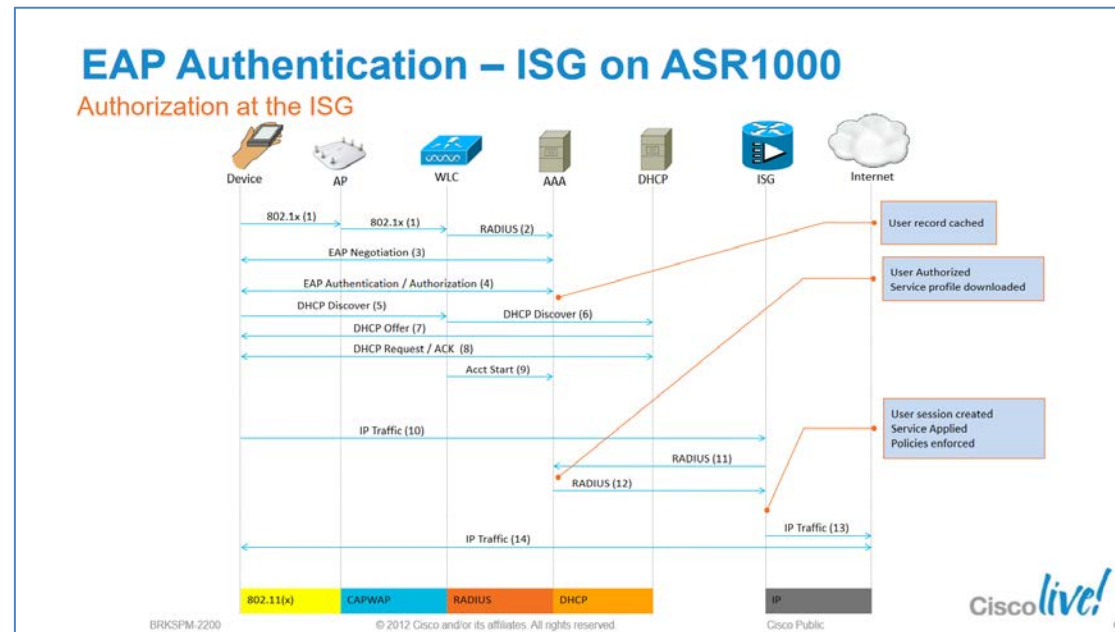 EAP Authentication – ISG on ASR1000
Authorization at the ISG
Device
AP
WLC
AAA
DHCP
ISG
Internet
802.1x (1)
802.1x (1)
RADIUS (2)
User record cached
EAP Negotiation (3)
EAP Authentication / Authorization (4)
User Authorized
Service profile downloaded
DHCP Discover (5)
DHCP Discover (6)
DHCP Offer (7)
DHCP Request / ACK (8)
Acct Start (9)
User session created
Service Applied
Policies enforced
IP Traffic (10)
RADIUS (11)
RADIUS (12)
IP Traffic (13)
IP Traffic (14)
802.11(x)
CAPWAP
RADIUS
DHCP
IP
Cisco live!
BRKSPM-2200
© 2012 Cisco and/or its affiliates. All rights reserved.
Cisco Public